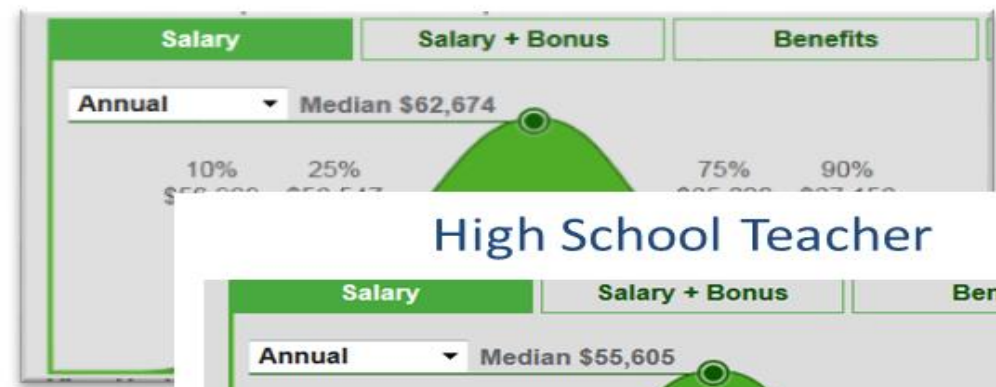 Salary Salary + Bonus Benefits
Annual Median $62,674
10% 25% 75% 90%
High School Teacher
Salary Salary + Bonus
Annual Median $55,605